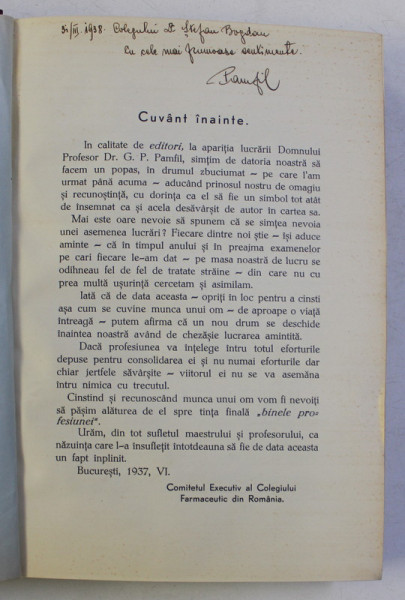 31/III. 1938. Colegului D. Ștefan Bogdan
Cu cele mai frumoase sentimente.
Pamfil
Cuvânt înainte.
In calitate de editori, la apariția lucrării Domnului
Profesor Dr. G. P. Pamfil, simțim de datoria noastră să
facem un popas, in drumul zbuciumat – pe care l'am
urmat până acuma – aducând prinosul nostru de omagiu
și recunoștință, cu dorința ca el să fie un simbol tot atât
de însemnat ca și acela desăvârșit de autor in cartea sa.
Mai este oare nevoie să spunem că se simțea nevoia
unei asemenea lucrări? Fiecare dintre noi știe – își aduce
aminte – că in timpul anului și in preajma examenelor
pe cari fiecare le-am dat – pe masa noastră de lucru se
odihneau fel de fel de tratate străine – din care nu cu
prea multă ușurință cercetam și asimilam.
Iată că de data aceasta – opriți in loc pentru a cinsti
așa cum se cuvine munca unui om – de aproape o viață
întreagă – putem afirma că un nou drum se deschide
înaintea noastră având de chezășie lucrarea amintită.
Dacă profesiunea va înțelege intru totul eforturile
depuse pentru consolidarea ei și nu numai eforturile dar
chiar jertfele săvârșite – viitorul ei nu se va asemăna
întru nimica cu trecutul.
Cinstind și recunoscând munca unui om vom fi nevoiți
să pășim alăturea de el spre ținta finală „binele pro-
fesiunei".
Urăm, din tot sufletul maestrului și profesorului, ca
năzuința care l-a insuflețit întotdeauna să fie de data aceasta
un fapt inplinit.
București, 1937, VI.
Comitetul Executiv al Colegiului
Farmaceutic din România.